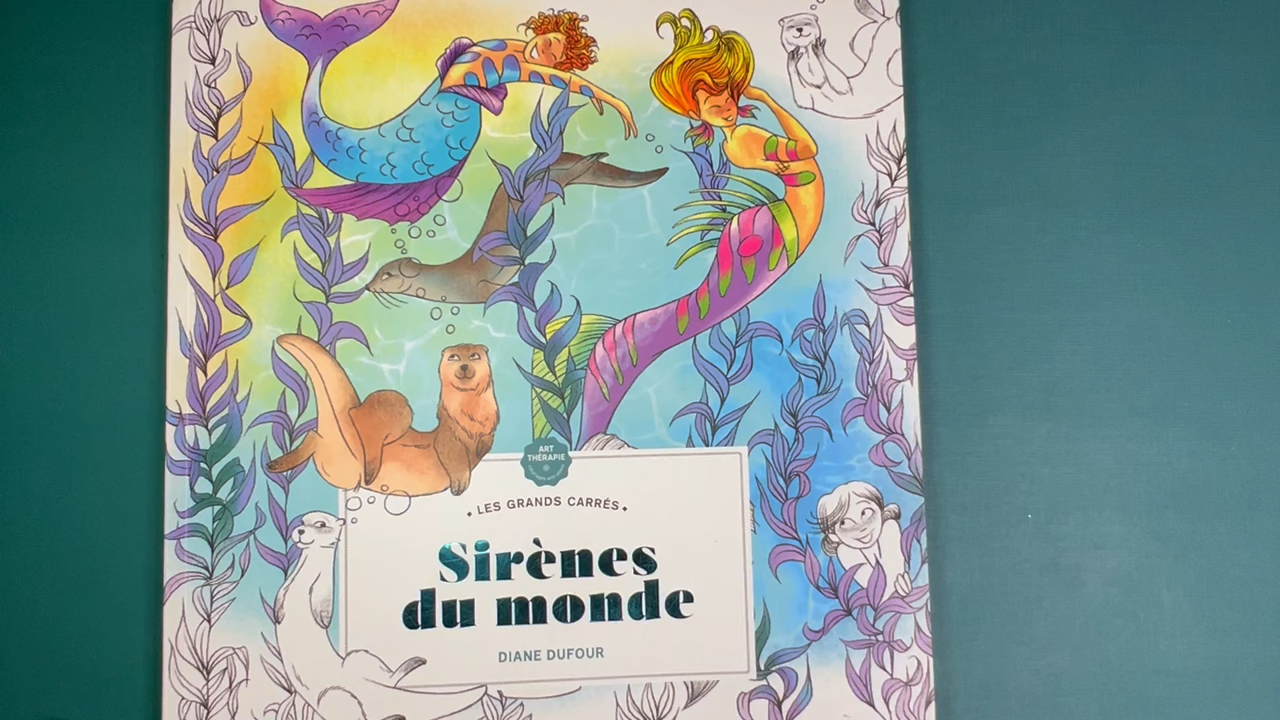 ART
THÉRAPIE
• LES GRANDS CARRÉS •
Sirènes
du monde
DIANE DUFOUR